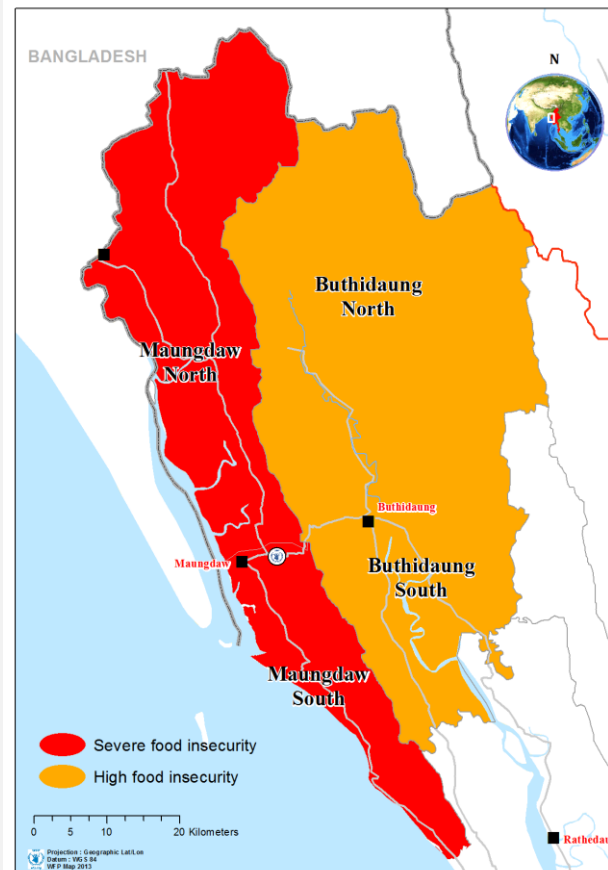 BANGLADESH
N
Buthidaung
North
Maungdaw
North
Buthidaung
Maungdaw
Buthidaung
South
Maungdaw
South
Severe food insecurity
High food insecurity
0 5 10 20 Kilometers
Rathedau
Projection : Geographic Lat/Lon
Datum : WGS 84
WFP Map 2013